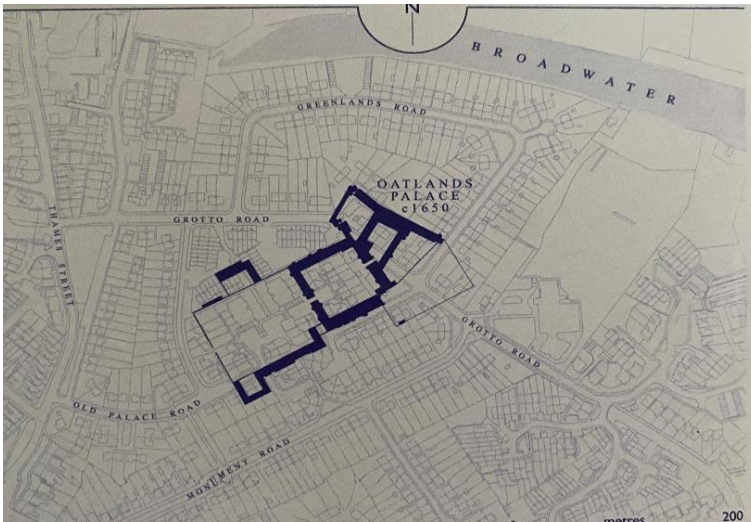 N
BROADWATER
GREENLANDS ROAD
OATLANDS
PALACE
c1650
GROTTO ROAD
THAMES STREET
GROTTO ROAD
OLD PALACE ROAD
MONUMENT ROAD
metres
200